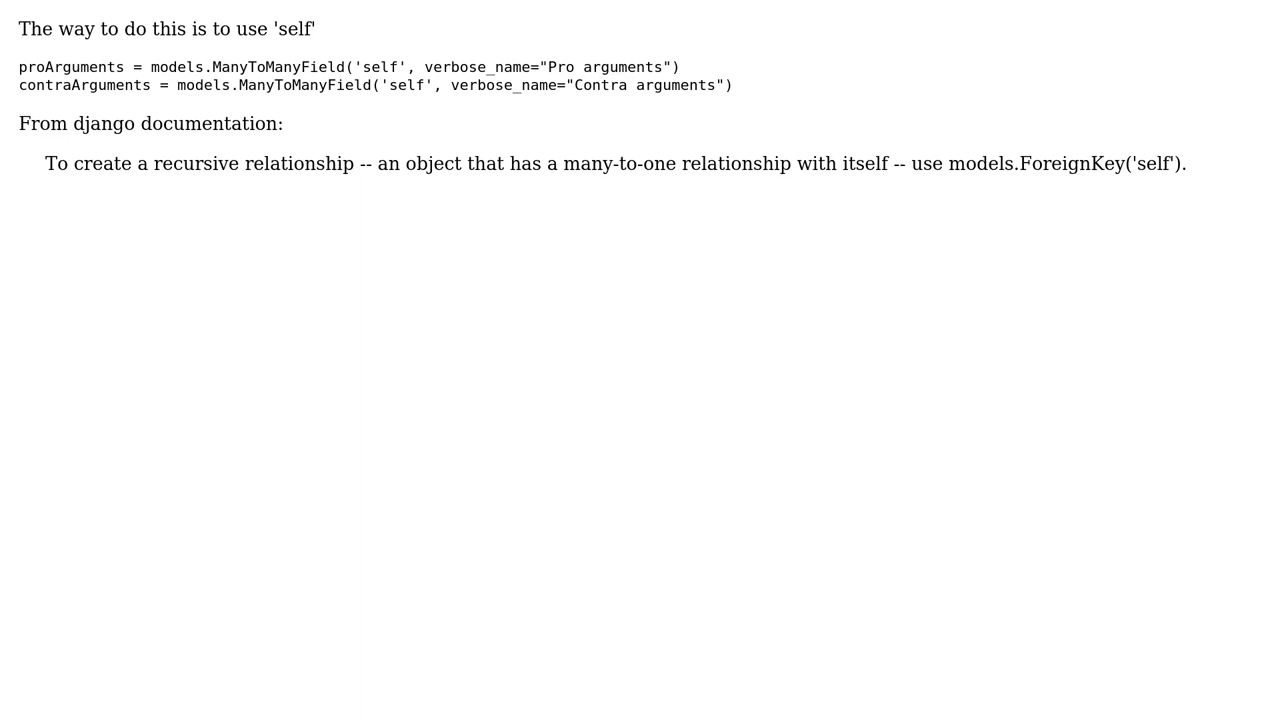 The way to do this is to use 'self'
proArguments = models.ManyToManyField('self', verbose_name="Pro arguments")
contraArguments = models.ManyToManyField('self', verbose_name="Contra arguments")
From django documentation:
To create a recursive relationship -- an object that has a many-to-one relationship with itself -- use models.ForeignKey('self').